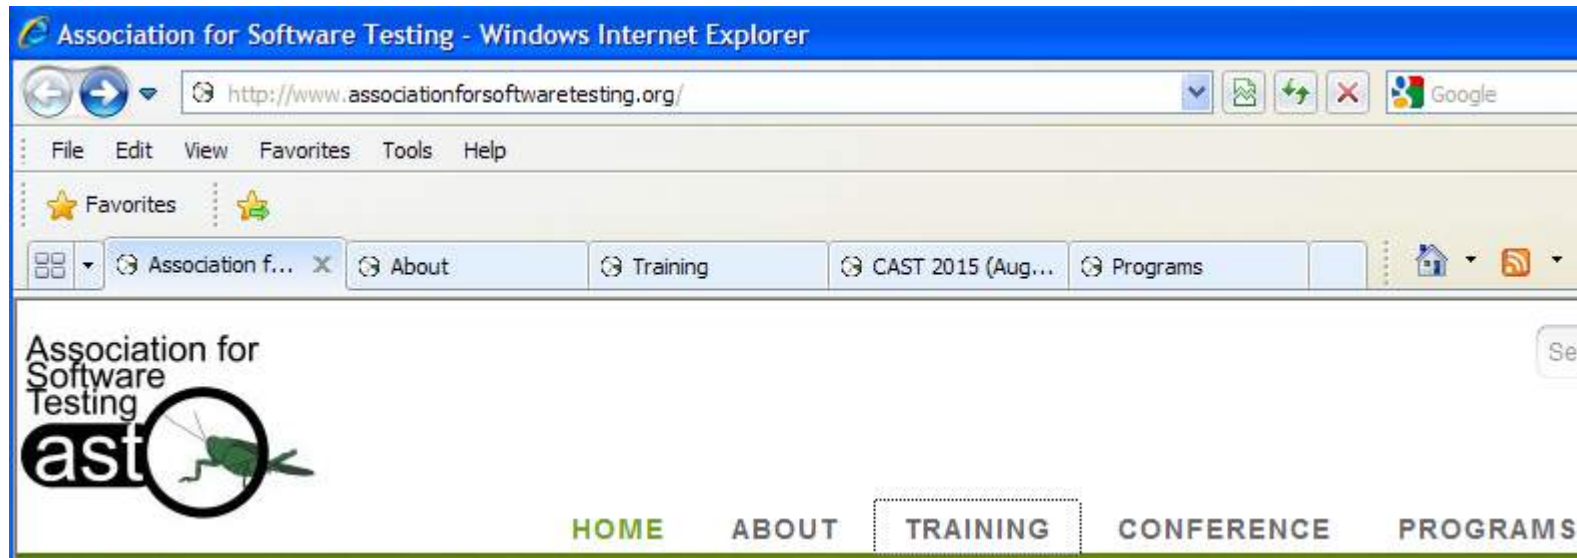 Association for Software Testing - Windows Internet Explorer
http://www.associationforsoftwaretesting.org/ Google
File Edit View Favorites Tools Help
Favorites
Association f... About Training CAST 2015 (Aug... Programs
Association for
Software
Testing
ast
Se
HOME ABOUT TRAINING CONFERENCE PROGRAMS